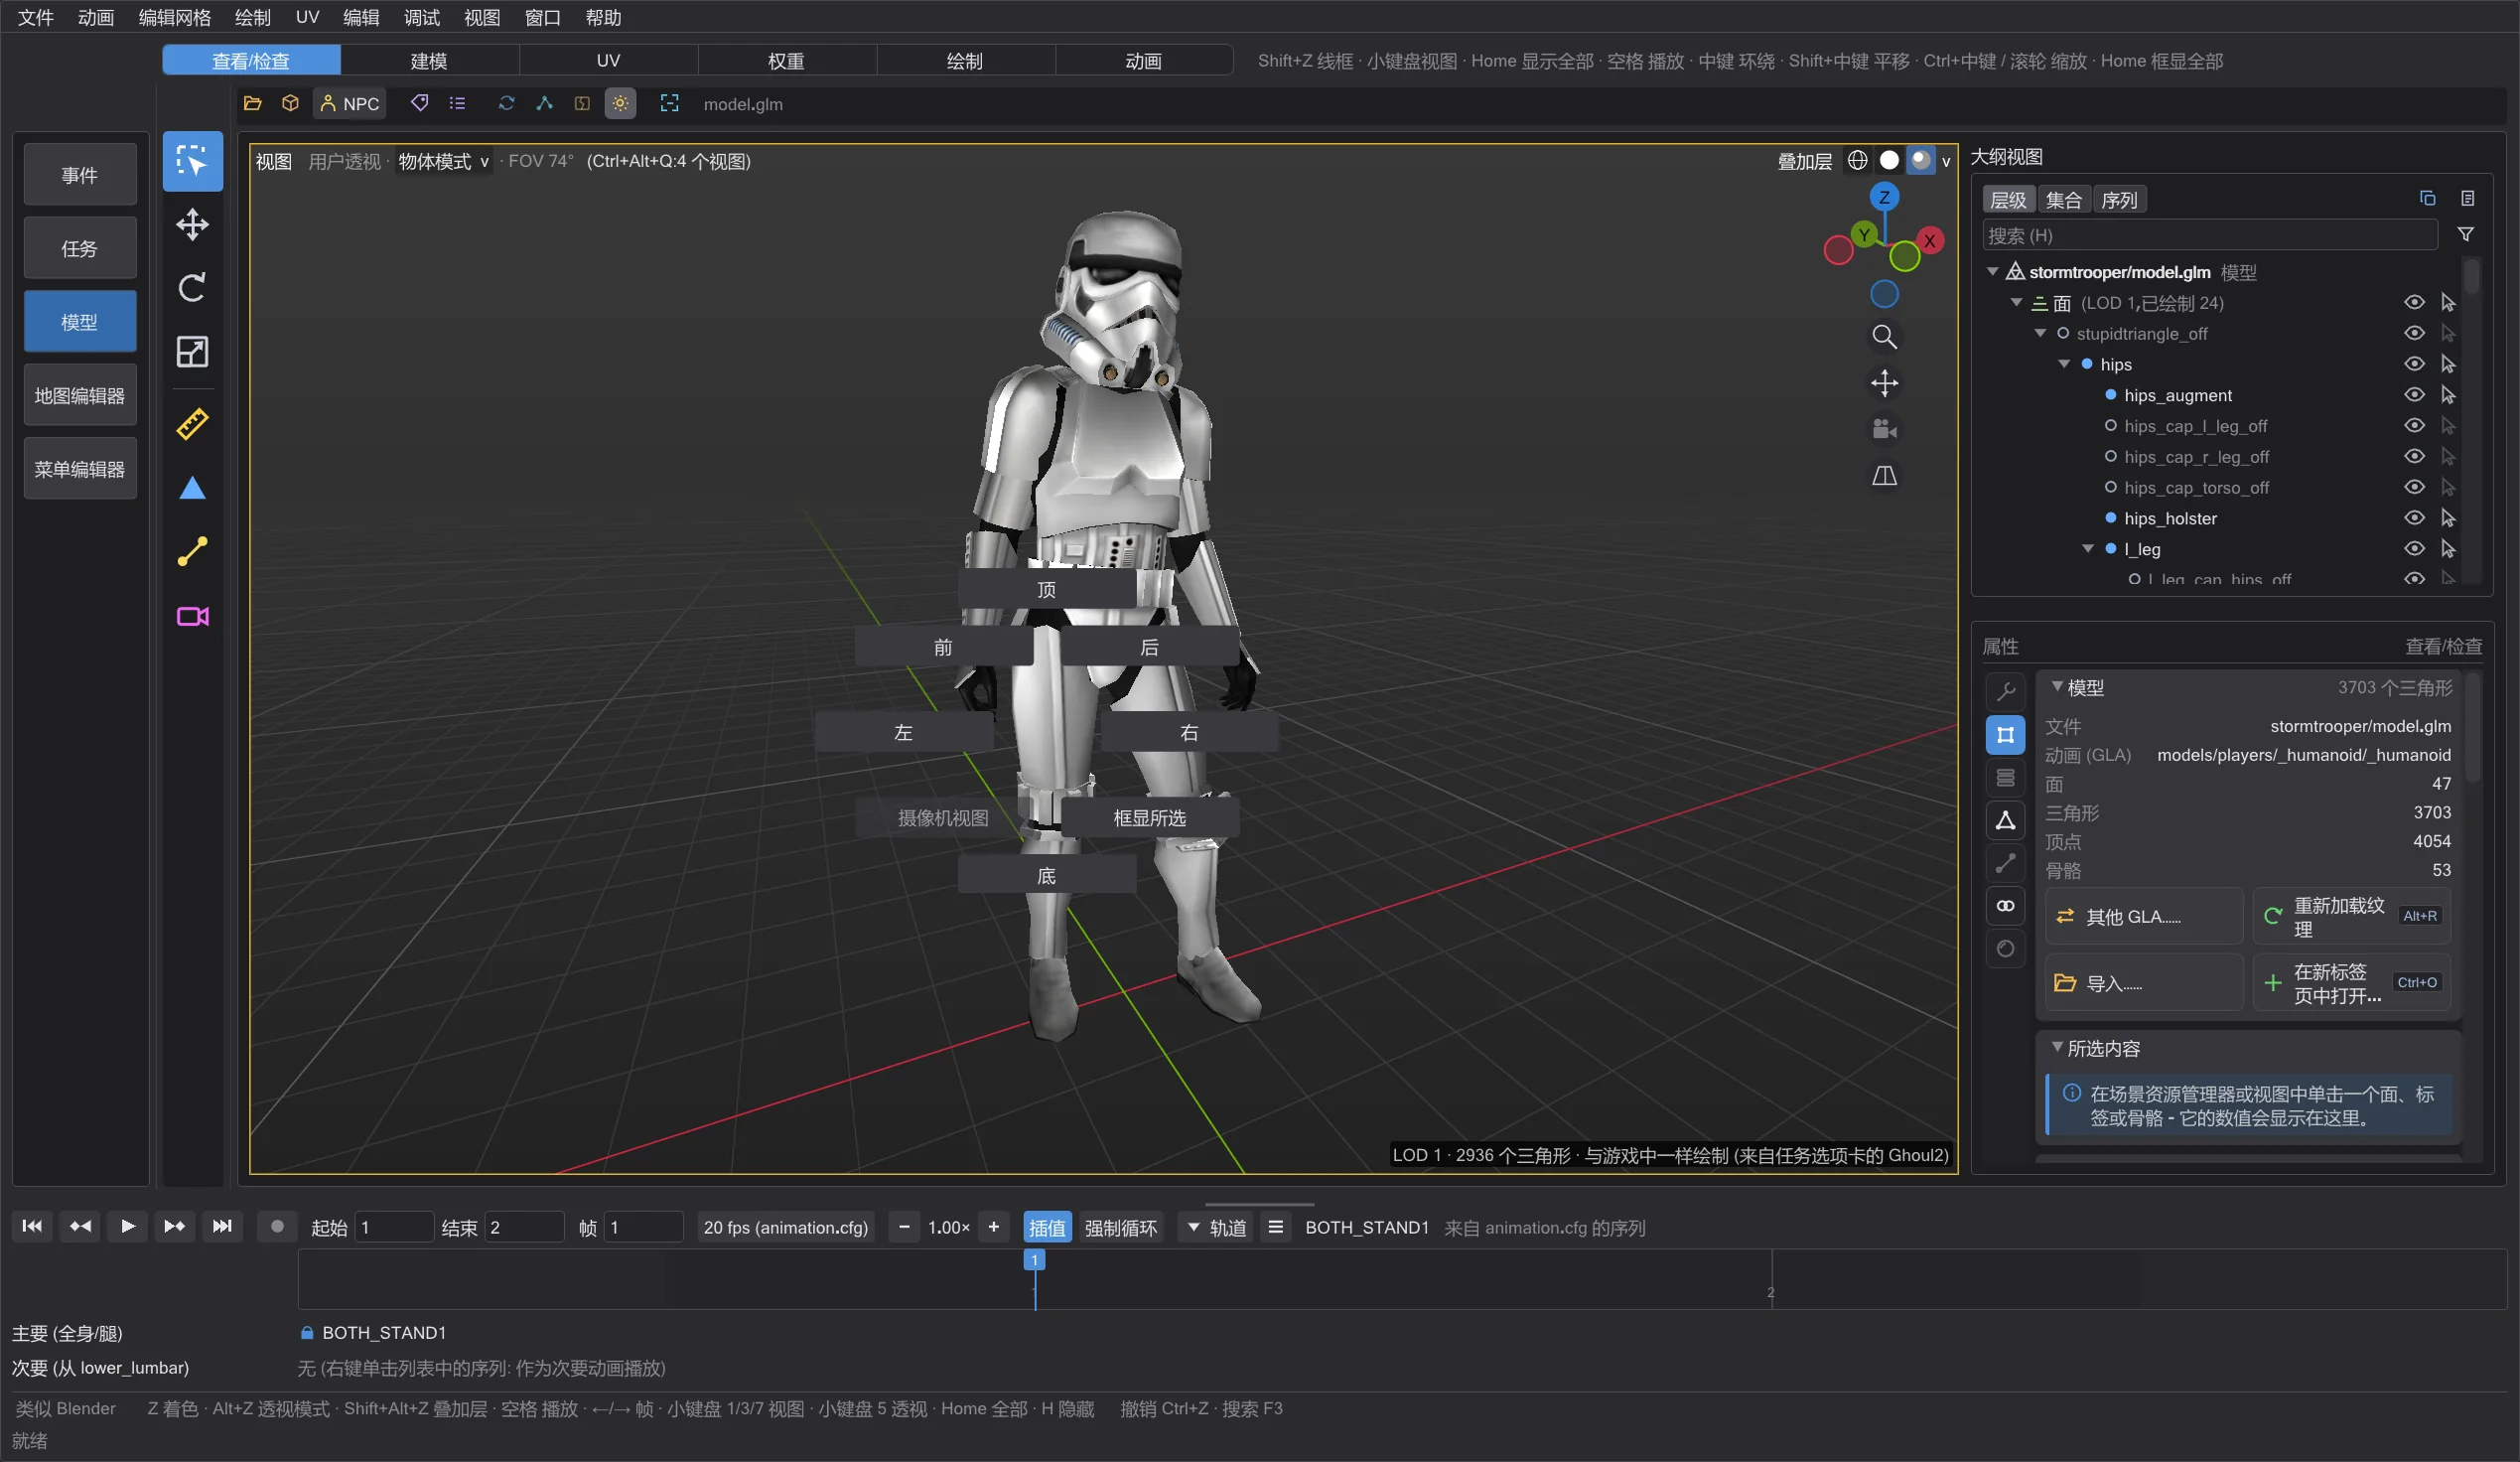 文件 动画 编辑网格 绘制 UV 编辑 调试 视图 窗口 帮助
查看/检查 建模 UV 权重 绘制 动画 Shift+Z 线框 · 小键盘视图 · Home 显示全部 · 空格 播放 · 中键 环绕 · Shift+中键 平移 · Ctrl+中键 / 滚轮 缩放 · Home 框显全部
NPC model.glm
事件
任务
模型
地图编辑器
菜单编辑器
视图 用户透视 · 物体模式 v · FOV 74° (Ctrl+Alt+Q:4 个视图)
叠加层 v
Z
Y
X
顶
前 后
左 右
摄像机视图 框显所选
底
LOD 1 · 2936 个三角形 · 与游戏中一样绘制 (来自任务选项卡的 Ghoul2)
大纲视图
层级 集合 序列
搜索 (H)
stormtrooper/model.glm 模型
面 (LOD 1,已绘制 24)
stupidtriangle_off
hips
hips_augment
hips_cap_l_leg_off
hips_cap_r_leg_off
hips_cap_torso_off
hips_holster
l_leg
l_leg_cap_hips_off
属性 查看/检查
模型 3703 个三角形
文件 stormtrooper/model.glm
动画 (GLA) models/players/_humanoid/_humanoid
面 47
三角形 3703
顶点 4054
骨骼 53
其他 GLA......
重新加载纹
理
Alt+R
导入......
在新标签
页中打开...
Ctrl+O
所选内容
在场景资源管理器或视图中单击一个面、标
签或骨骼 - 它的数值会显示在这里。
起始 1 结束 2 帧 1 20 fps (animation.cfg) − 1.00× + 插值 强制循环 轨道 BOTH_STAND1 来自 animation.cfg 的序列
1
2
主要 (全身/腿) BOTH_STAND1
次要 (从 lower_lumbar) 无 (右键单击列表中的序列: 作为次要动画播放)
类似 Blender Z 着色 · Alt+Z 透视模式 · Shift+Alt+Z 叠加层 · 空格 播放 · ←/→ 帧 · 小键盘 1/3/7 视图 · 小键盘 5 透视 · Home 全部 · H 隐藏 撤销 Ctrl+Z · 搜索 F3
就绪